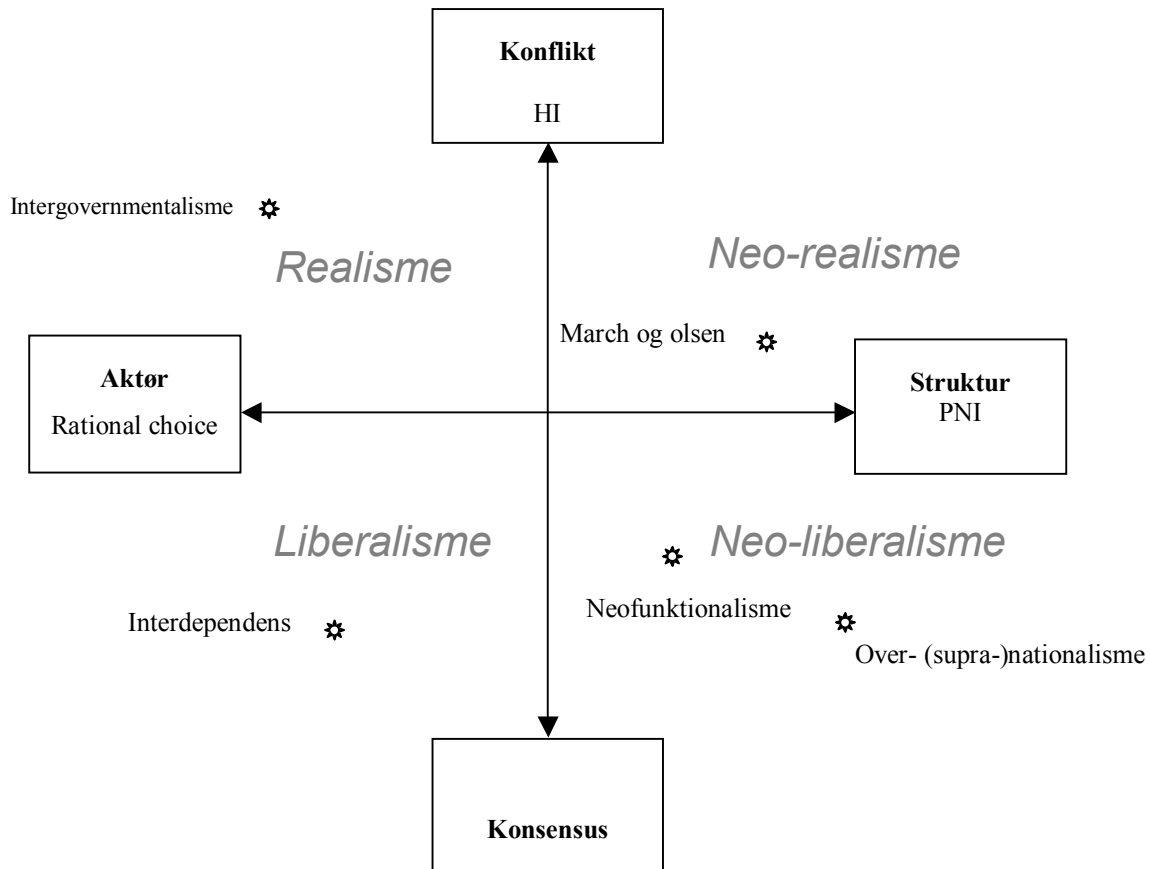 Konflikt
HI
Intergovernmentalisme
Realisme
Neo-realisme
March og olsen
Aktør
Rational choice
Struktur
PNI
Liberalisme
Neo-liberalisme
Interdependens
Neofunktionalisme
Over- (supra-)nationalisme
Konsensus